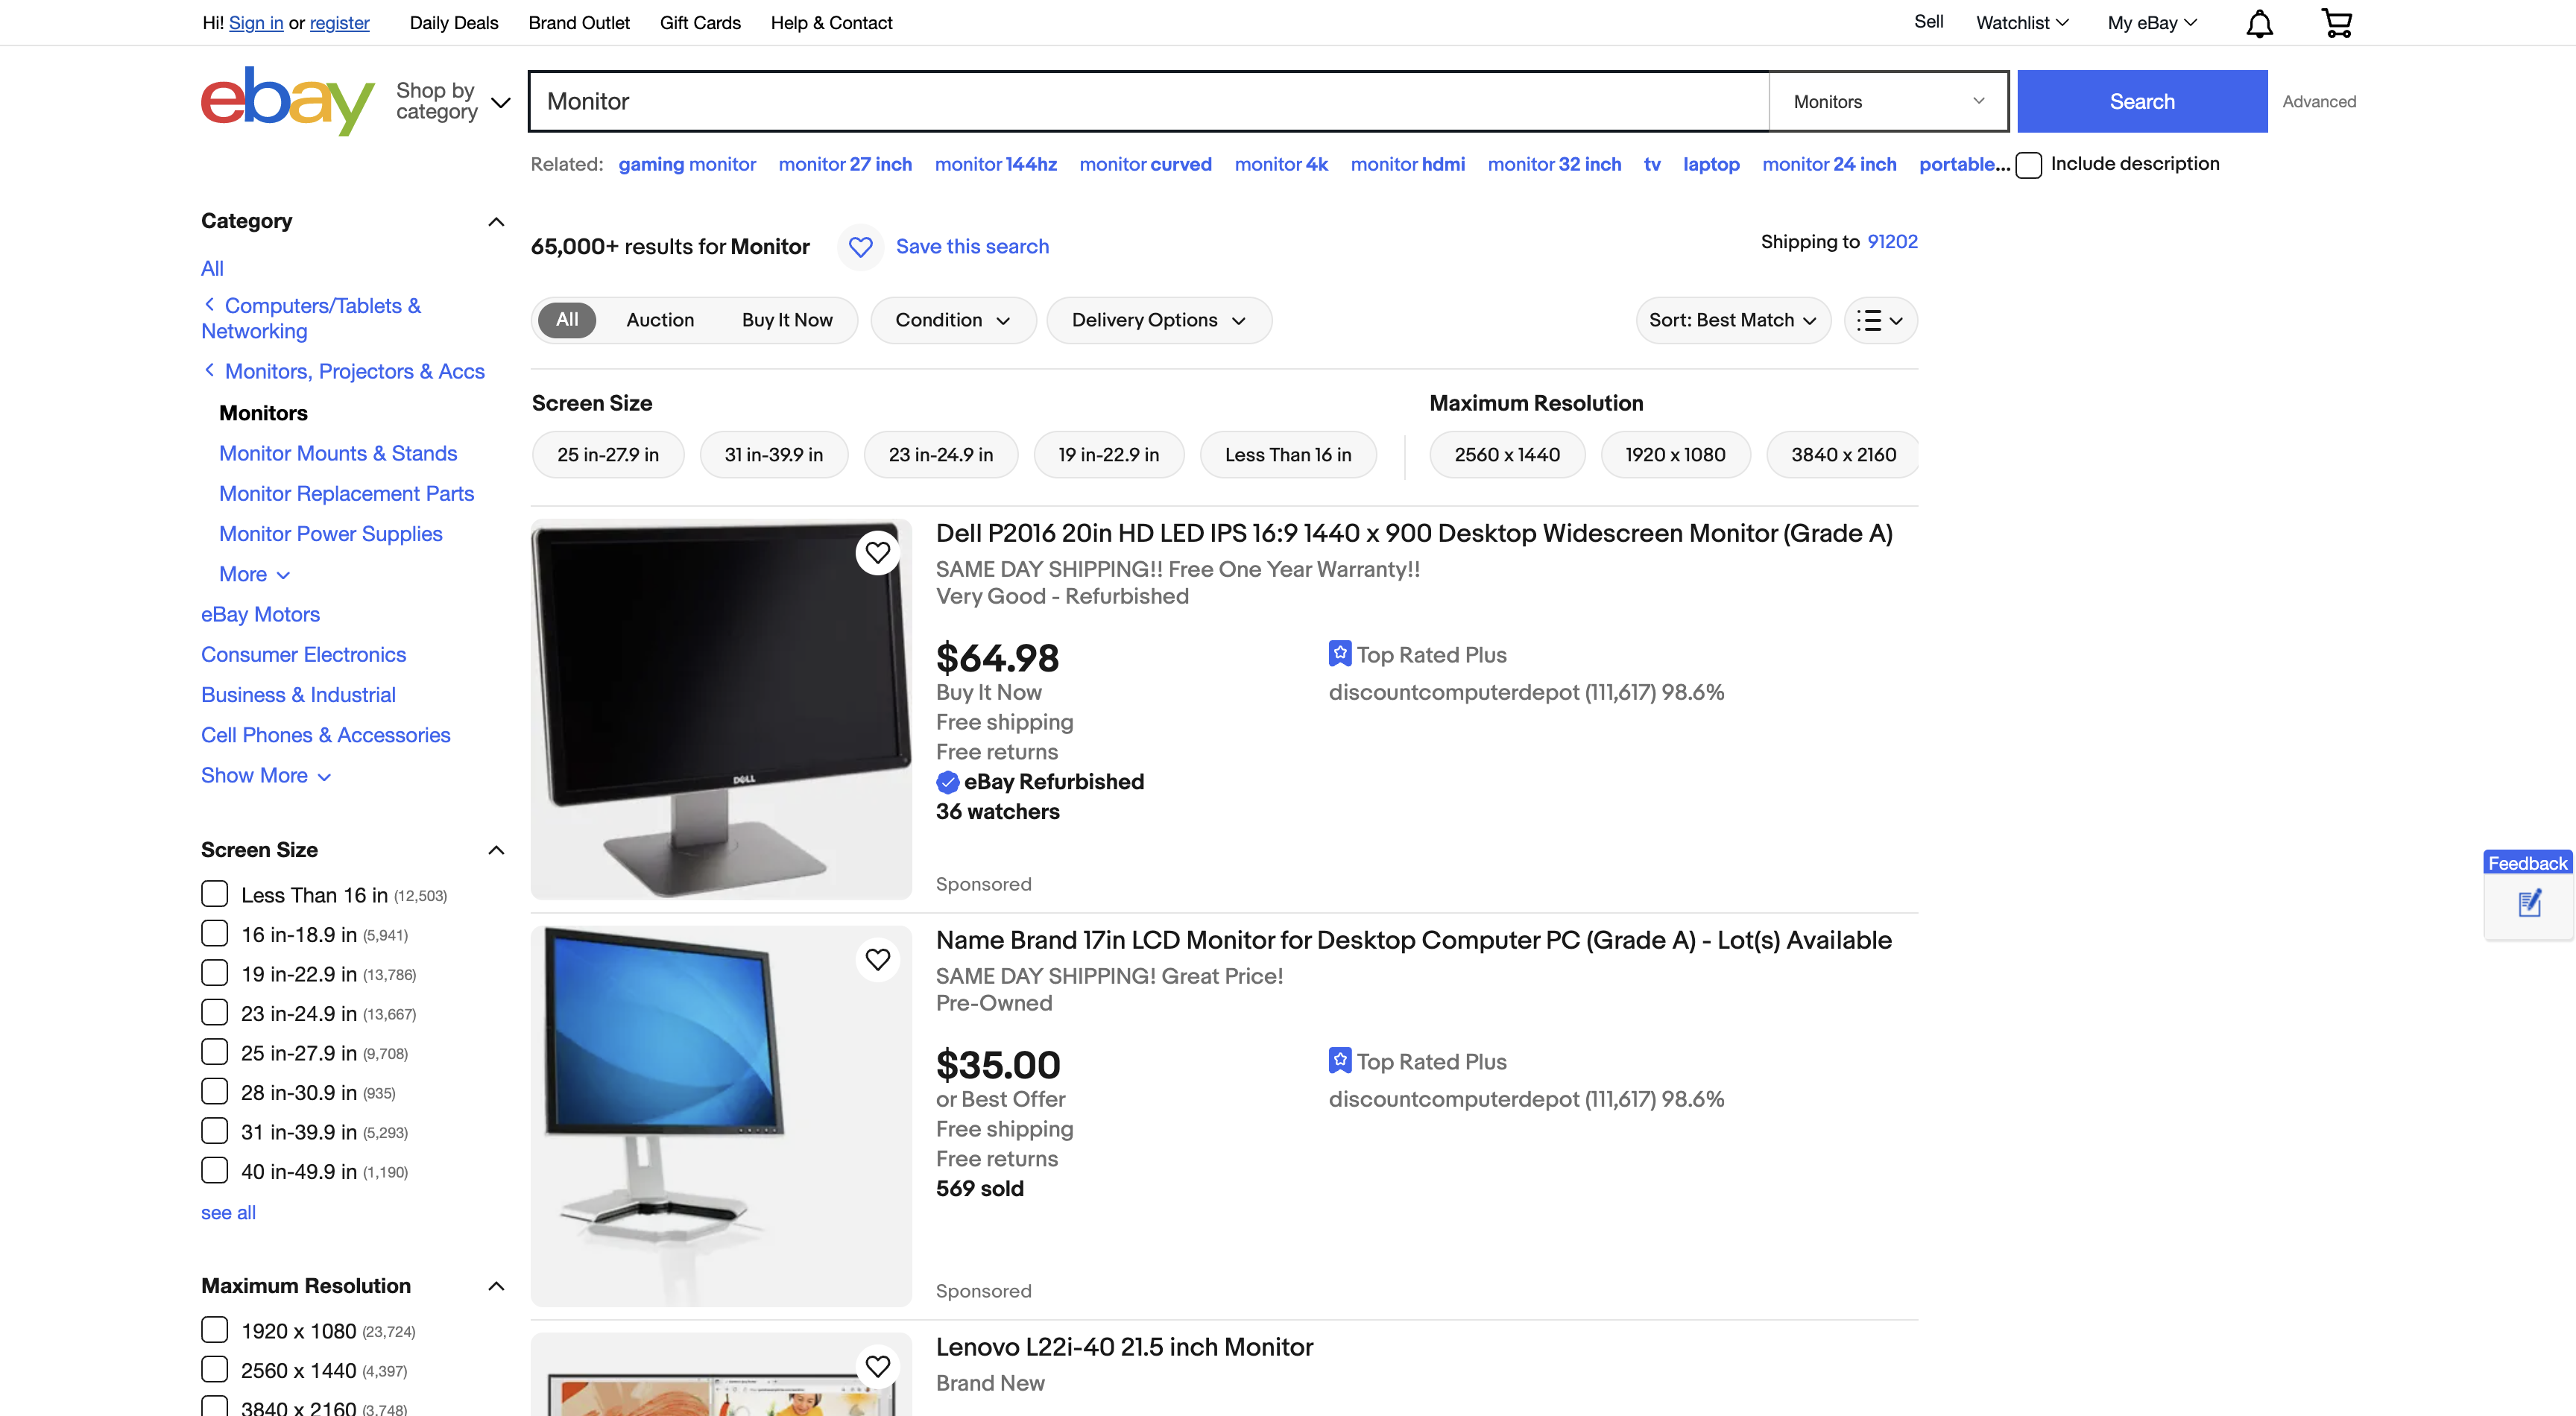 Hi! Sign in or register Daily Deals Brand Outlet Gift Cards Help & Contact Sell Watchlist My eBay
ebay
Shop by
category
Monitor
Monitors
Search
Advanced
Related: gaming monitor monitor 27 inch monitor 144hz monitor curved monitor 4k monitor hdmi monitor 32 inch tv laptop monitor 24 inch portable...
Include description
Category
All
Computers/Tablets &
Networking
Monitors, Projectors & Accs
Monitors
Monitor Mounts & Stands
Monitor Replacement Parts
Monitor Power Supplies
More
eBay Motors
Consumer Electronics
Business & Industrial
Cell Phones & Accessories
Show More
Screen Size
Less Than 16 in (12,503)
16 in-18.9 in (5,941)
19 in-22.9 in (13,786)
23 in-24.9 in (13,667)
25 in-27.9 in (9,708)
28 in-30.9 in (935)
31 in-39.9 in (5,293)
40 in-49.9 in (1,190)
see all
Maximum Resolution
1920 x 1080 (23,724)
2560 x 1440 (4,397)
3840 x 2160 (3,748)
65,000+ results for Monitor
Save this search
Shipping to 91202
All Auction Buy It Now Condition Delivery Options
Sort: Best Match
Screen Size
25 in-27.9 in 31 in-39.9 in 23 in-24.9 in 19 in-22.9 in Less Than 16 in
Maximum Resolution
2560 x 1440 1920 x 1080 3840 x 2160
DELL
Dell P2016 20in HD LED IPS 16:9 1440 x 900 Desktop Widescreen Monitor (Grade A)
SAME DAY SHIPPING!! Free One Year Warranty!!
Very Good - Refurbished
$64.98
Buy It Now
Free shipping
Free returns
eBay Refurbished
36 watchers
Top Rated Plus
discountcomputerdepot (111,617) 98.6%
Sponsored
Name Brand 17in LCD Monitor for Desktop Computer PC (Grade A) - Lot(s) Available
SAME DAY SHIPPING! Great Price!
Pre-Owned
$35.00
or Best Offer
Free shipping
Free returns
569 sold
Top Rated Plus
discountcomputerdepot (111,617) 98.6%
Sponsored
Lenovo L22i-40 21.5 inch Monitor
Brand New
Feedback